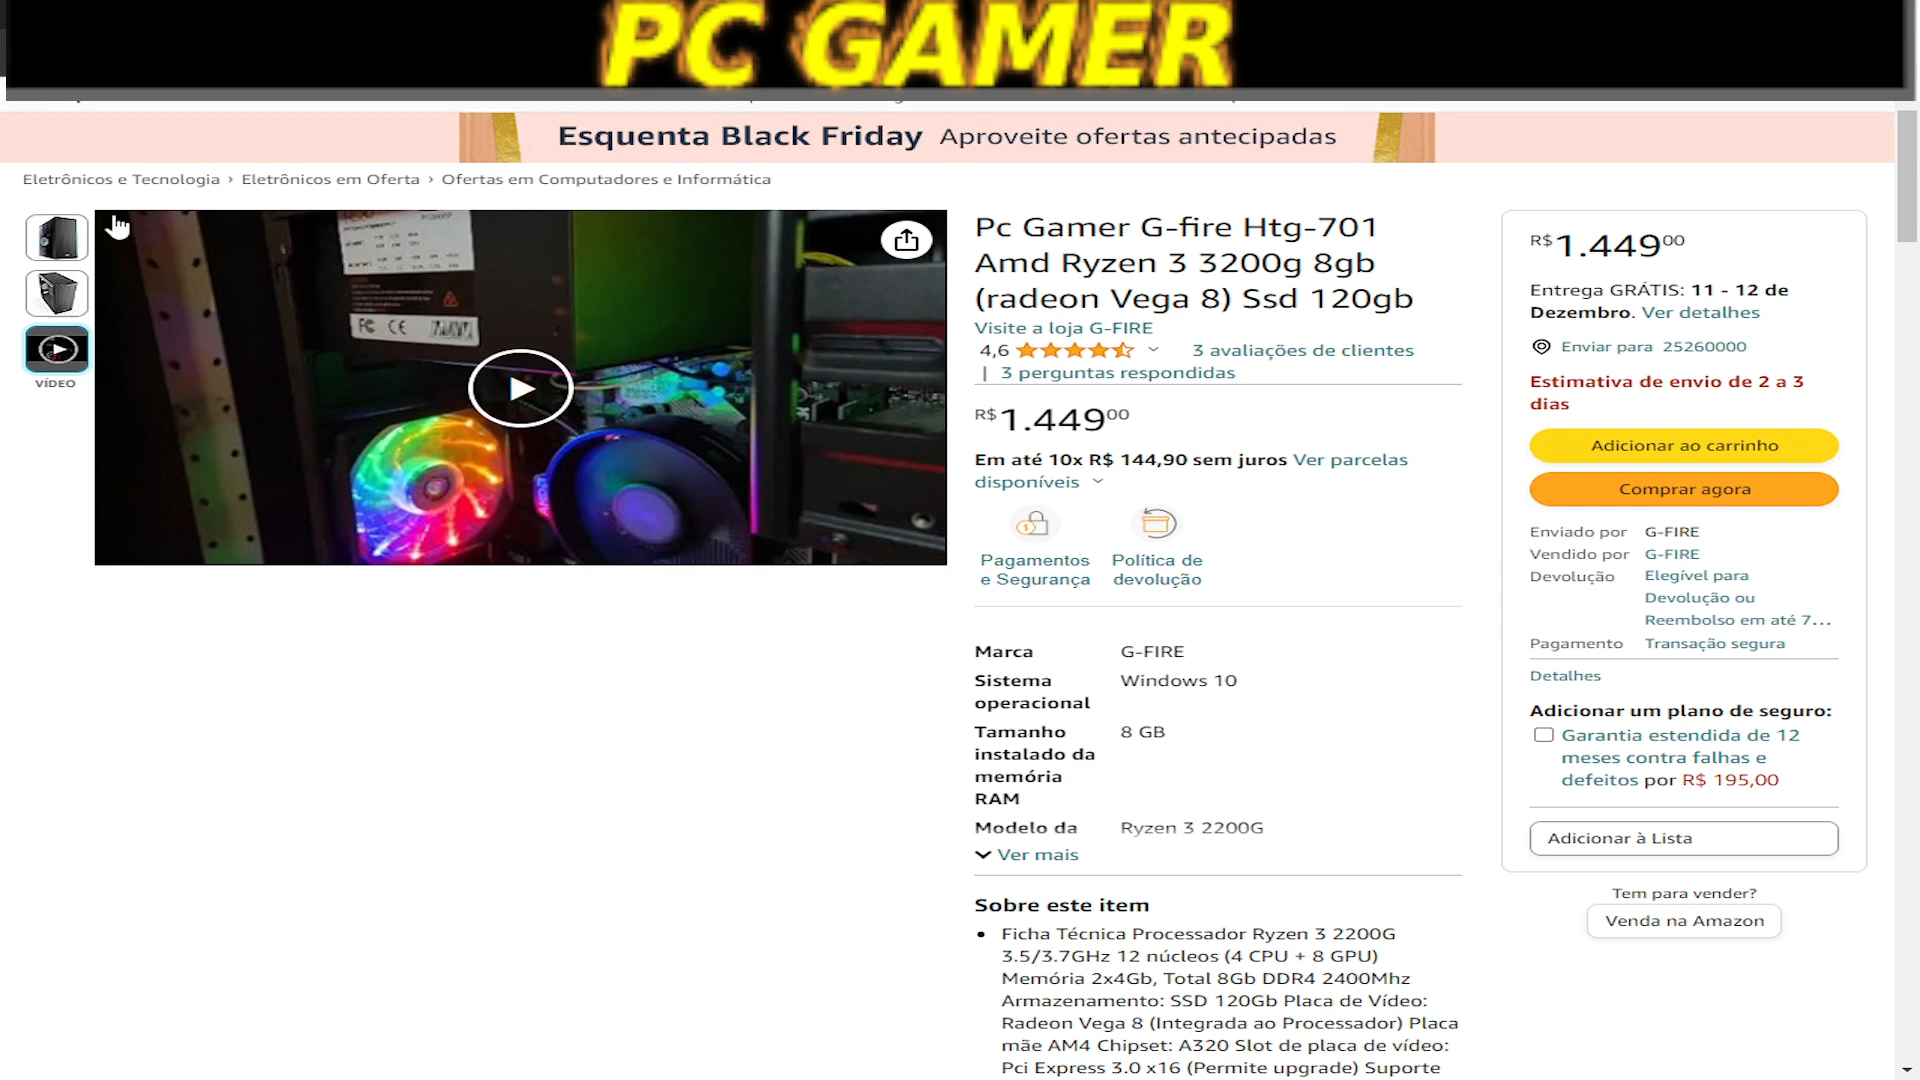 PC GAMER
Esquenta Black Friday Aproveite ofertas antecipadas
Eletrônicos e Tecnologia › Eletrônicos em Oferta › Ofertas em Computadores e Informática
VÍDEO
Pc Gamer G-fire Htg-701
Amd Ryzen 3 3200g 8gb
(radeon Vega 8) Ssd 120gb
Visite a loja G-FIRE
4,6 3 avaliações de clientes
| 3 perguntas respondidas
R$ 1.449 00
Em até 10x R$ 144,90 sem juros Ver parcelas
disponíveis
Pagamentos
e Segurança
Política de
devolução
Marca G-FIRE
Sistema Windows 10
operacional
Tamanho 8 GB
instalado da
memória
RAM
Modelo da Ryzen 3 2200G
Ver mais
Sobre este item
• Ficha Técnica Processador Ryzen 3 2200G
3.5/3.7GHz 12 núcleos (4 CPU + 8 GPU)
Memória 2x4Gb, Total 8Gb DDR4 2400Mhz
Armazenamento: SSD 120Gb Placa de Vídeo:
Radeon Vega 8 (Integrada ao Processador) Placa
mãe AM4 Chipset: A320 Slot de placa de vídeo:
Pci Express 3.0 x16 (Permite upgrade) Suporte
R$ 1.449 00
Entrega GRÁTIS: 11 - 12 de
Dezembro. Ver detalhes
Enviar para 25260000
Estimativa de envio de 2 a 3
dias
Adicionar ao carrinho
Comprar agora
Enviado por G-FIRE
Vendido por G-FIRE
Devolução Elegível para
Devolução ou
Reembolso em até 7...
Pagamento Transação segura
Detalhes
Adicionar um plano de seguro:
Garantia estendida de 12
meses contra falhas e
defeitos por R$ 195,00
Adicionar à Lista
Tem para vender?
Venda na Amazon